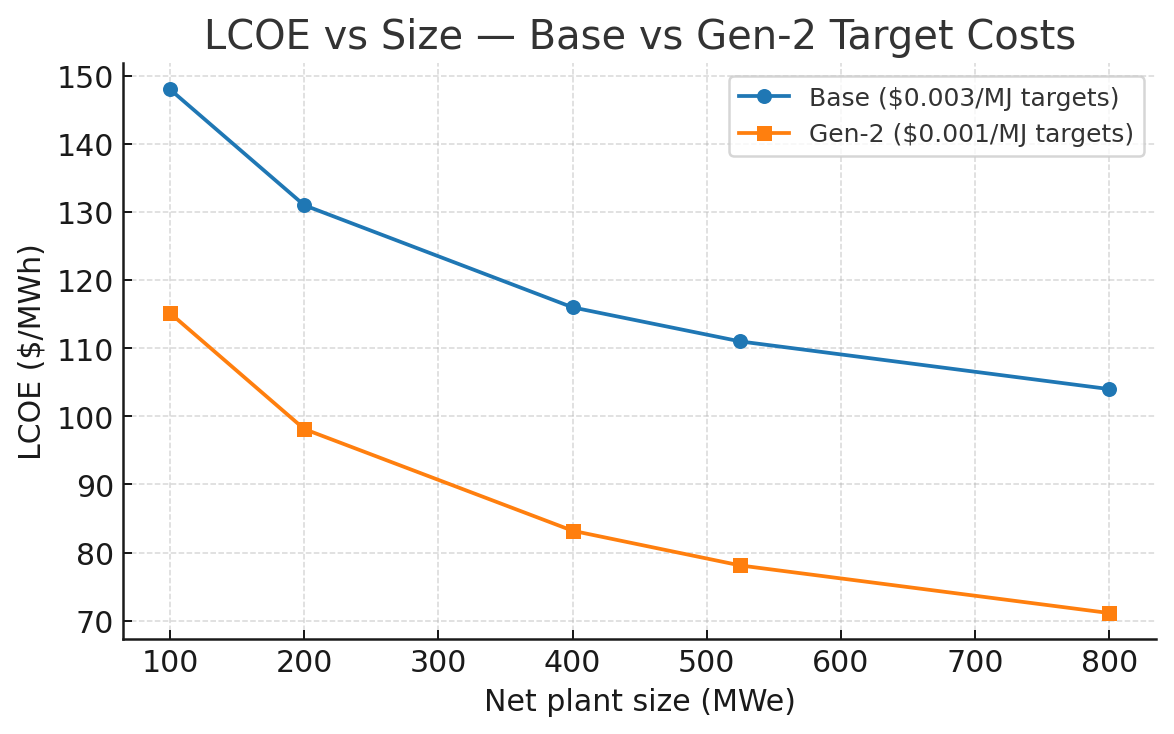 LCOE vs Size — Base vs Gen-2 Target Costs
Base ($0.003/MJ targets)
Gen-2 ($0.001/MJ targets)
LCOE ($/MWh)
150
140
130
120
110
100
90
80
70
100 200 300 400 500 600 700 800
Net plant size (MWe)